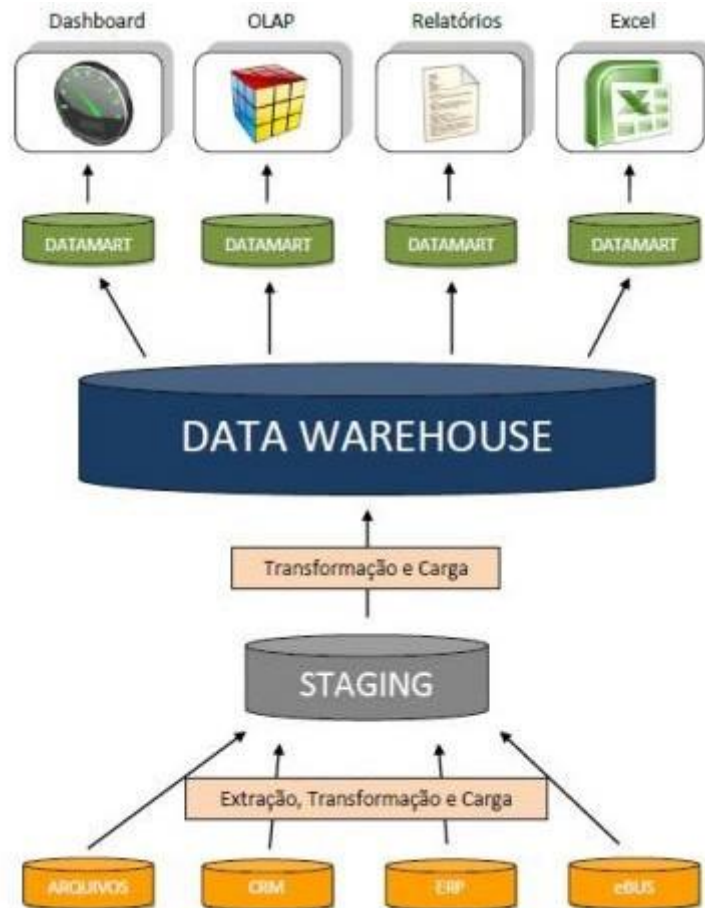 Dashboard OLAP Relatórios Excel
DATAMART DATAMART DATAMART DATAMART
DATA WAREHOUSE
Transformação e Carga
STAGING
Extração, Transformação e Carga
ARQUIVOS CRM ERP eBUS